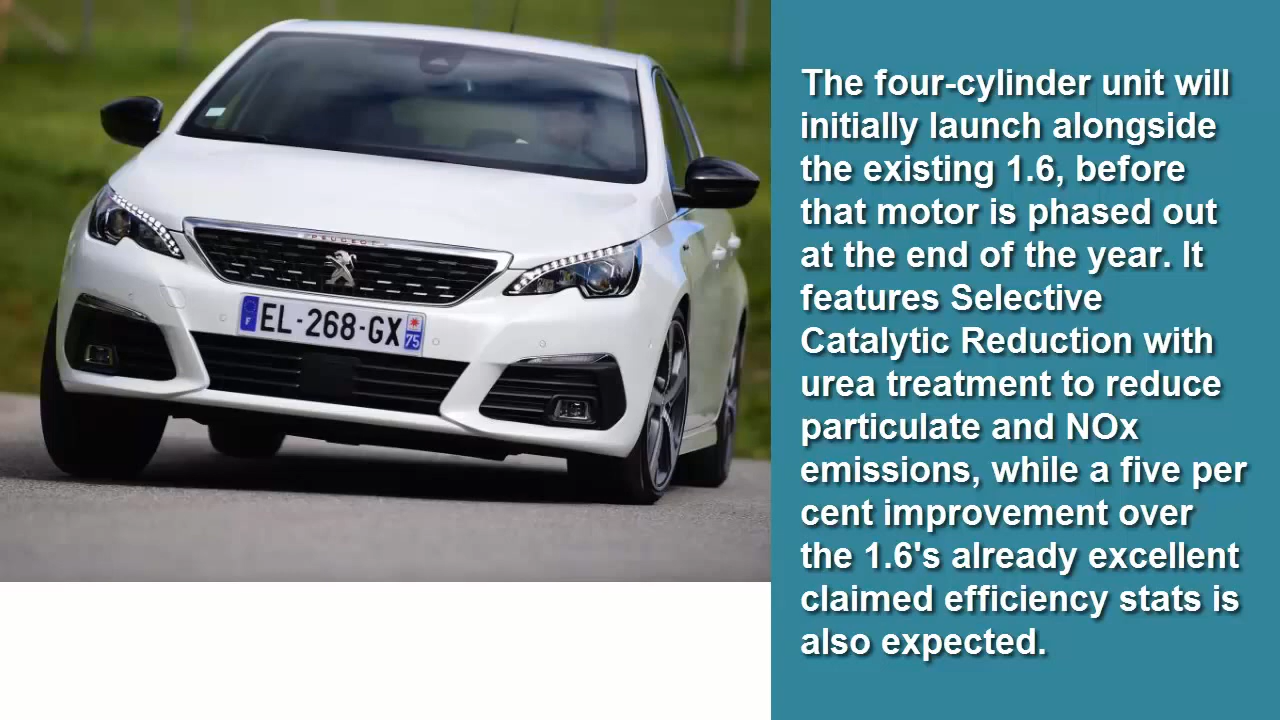 PEUGEOT
F
EL-268-GX
75
The four-cylinder unit will
initially launch alongside
the existing 1.6, before
that motor is phased out
at the end of the year. It
features Selective
Catalytic Reduction with
urea treatment to reduce
particulate and NOx
emissions, while a five per
cent improvement over
the 1.6's already excellent
claimed efficiency stats is
also expected.